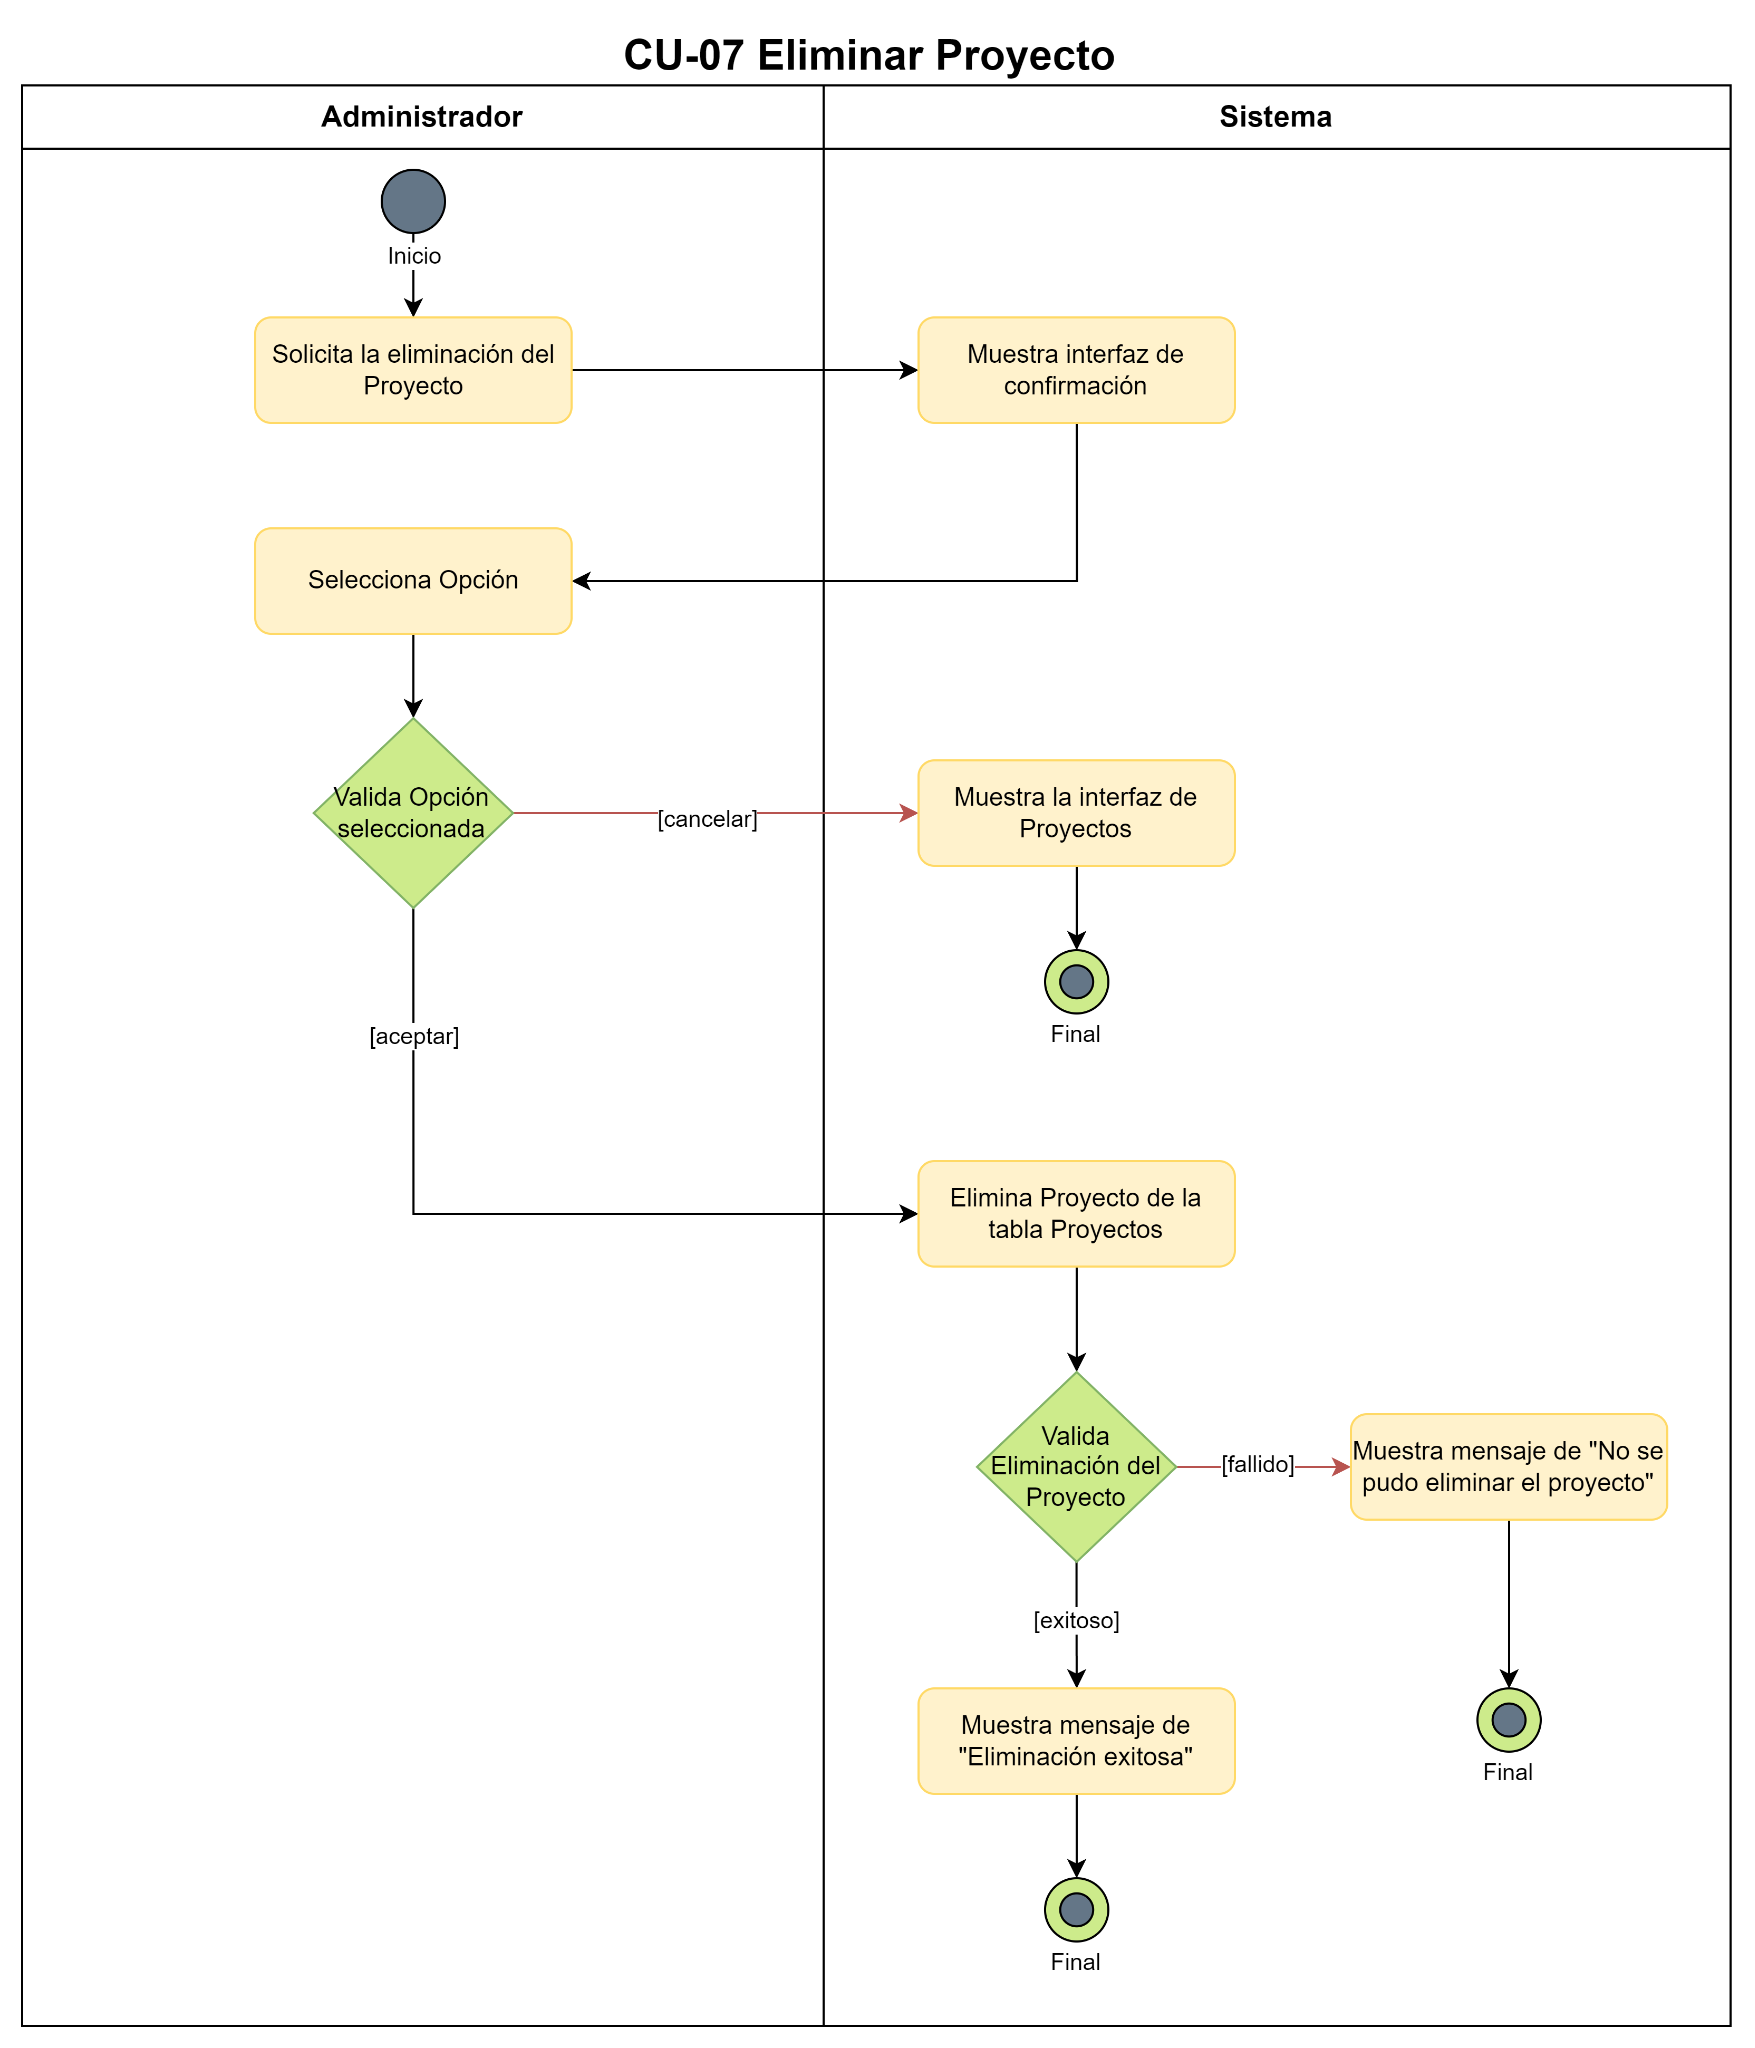 CU-07 Eliminar Proyecto
Administrador
Sistema
Inicio
Solicita la eliminación del
Proyecto
Muestra interfaz de
confirmación
Selecciona Opción
Valida Opción
seleccionada
[cancelar]
Muestra la interfaz de
Proyectos
Final
[aceptar]
Elimina Proyecto de la
tabla Proyectos
Valida
Eliminación del
Proyecto
[fallido]
Muestra mensaje de "No se
pudo eliminar el proyecto"
[exitoso]
Muestra mensaje de
"Eliminación exitosa"
Final
Final